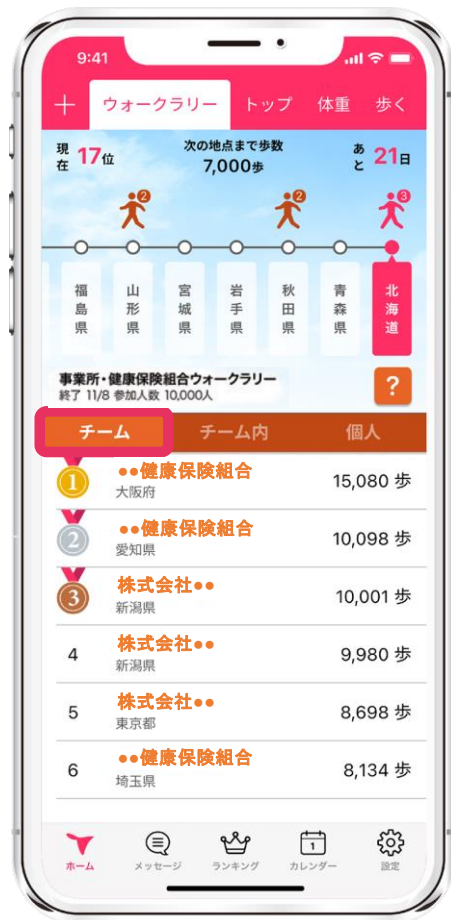 9:41
＋ ウォークラリー トップ 体重 歩く
現在 17位
次の地点まで歩数
7,000歩
あと 21日
2 2 3
福島県 山形県 宮城県 岩手県 秋田県 青森県 北海道
事業所・健康保険組合ウォークラリー
終了 11/8 参加人数 10,000人
?
チーム チーム内 個人
1 ●●健康保険組合 15,080 歩
大阪府
2 ●●健康保険組合 10,098 歩
愛知県
3 株式会社●● 10,001 歩
新潟県
4 株式会社●● 9,980 歩
新潟県
5 株式会社●● 8,698 歩
東京都
6 ●●健康保険組合 8,134 歩
埼玉県
1
ホーム メッセージ ランキング カレンダー 設定